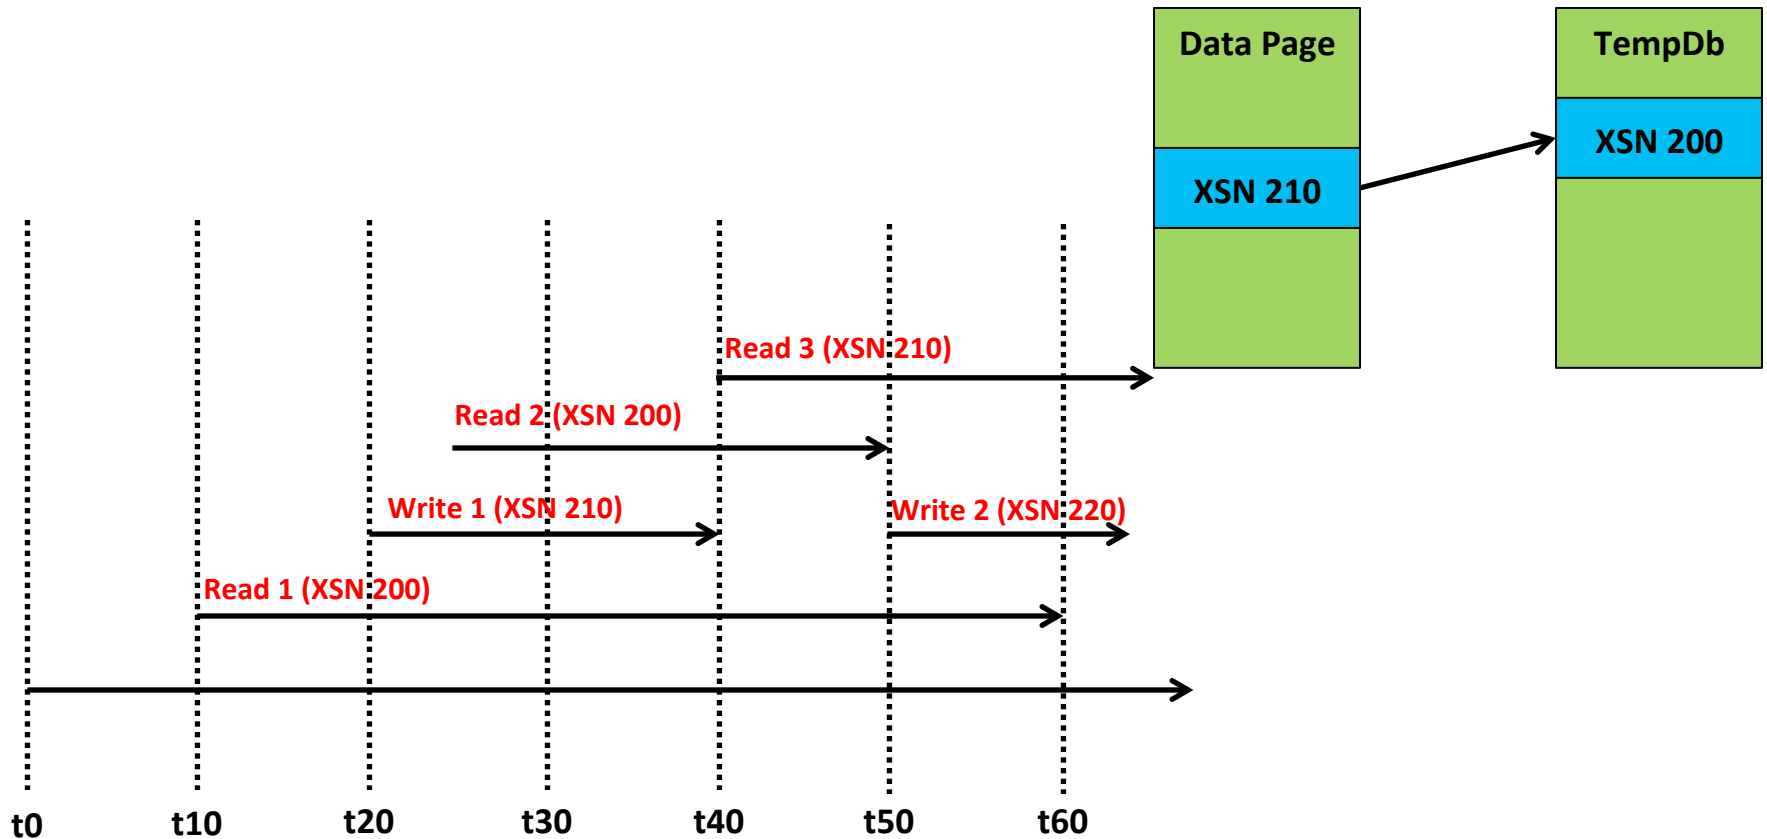 Data Page
TempDb
XSN 200
XSN 210
Read 3 (XSN 210)
Read 2 (XSN 200)
Write 1 (XSN 210)
Write 2 (XSN 220)
Read 1 (XSN 200)
t0
t10
t20
t30
t40
t50
t60